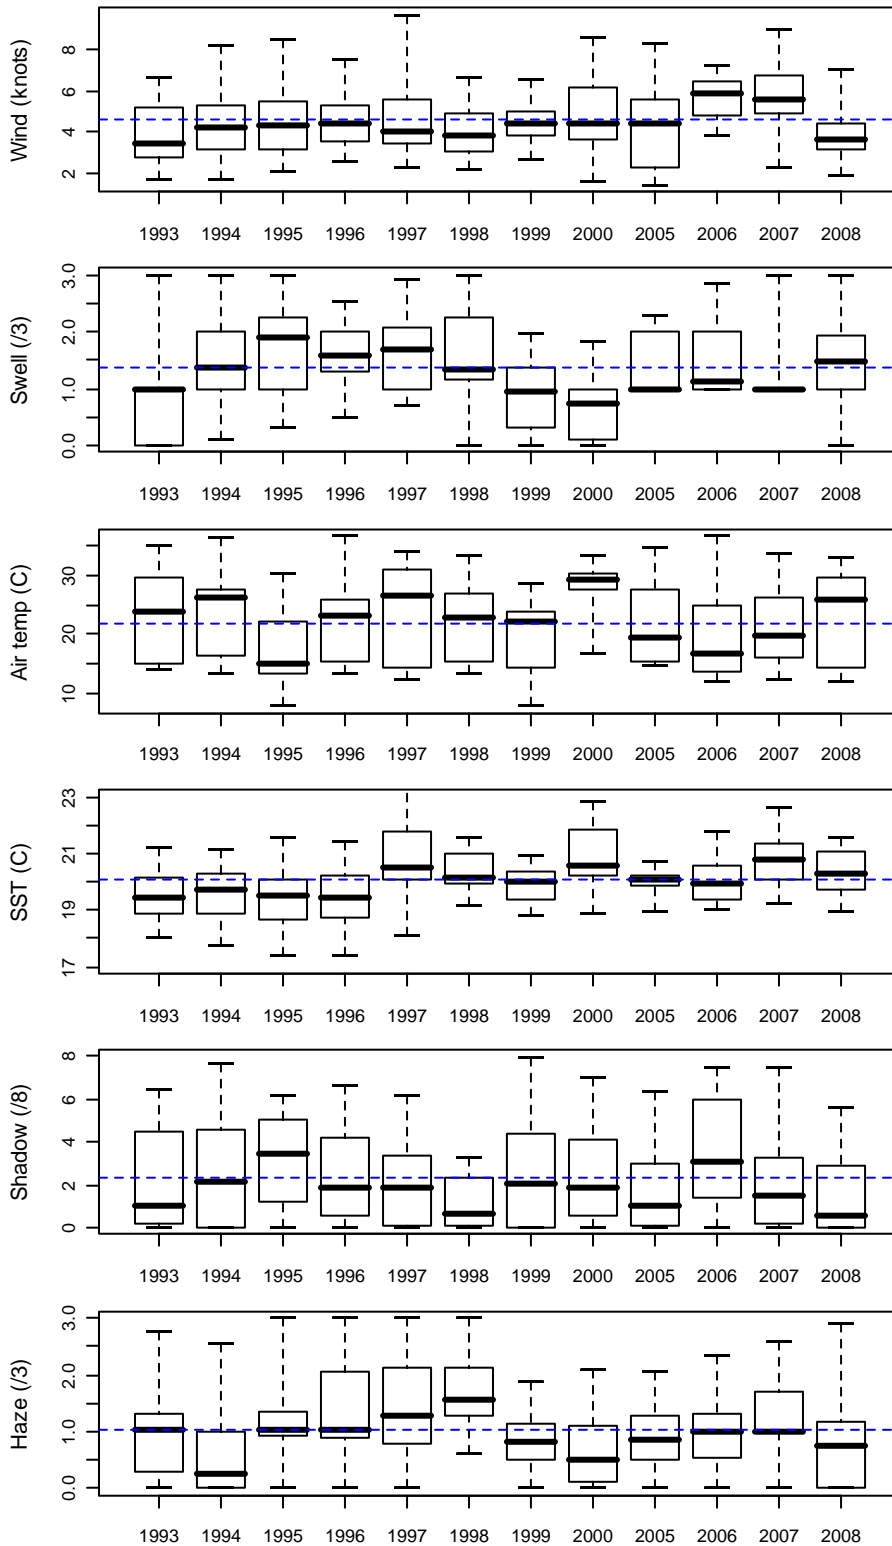 Wind (knots)
8
6
4
2
1993 1994 1995 1996 1997 1998 1999 2000 2005 2006 2007 2008
Swell (/3)
3.0
2.0
1.0
0.0
1993 1994 1995 1996 1997 1998 1999 2000 2005 2006 2007 2008
Air temp (C)
30
20
10
1993 1994 1995 1996 1997 1998 1999 2000 2005 2006 2007 2008
SST (C)
23
21
19
17
1993 1994 1995 1996 1997 1998 1999 2000 2005 2006 2007 2008
Shadow (/8)
8
6
4
2
0
1993 1994 1995 1996 1997 1998 1999 2000 2005 2006 2007 2008
Haze (/3)
3.0
2.0
1.0
0.0
1993 1994 1995 1996 1997 1998 1999 2000 2005 2006 2007 2008